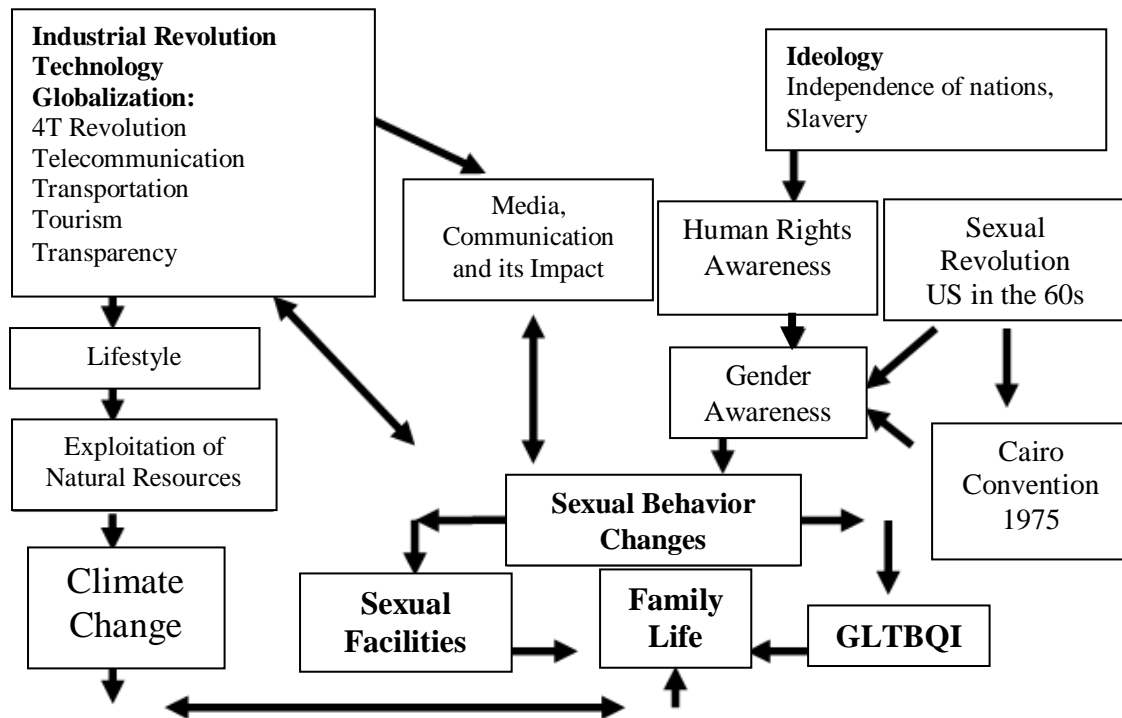 Industrial Revolution
Technology
Globalization:
4T Revolution
Telecommunication
Transportation
Tourism
Transparency
Ideology
Independence of nations,
Slavery
Media,
Communication
and its Impact
Human Rights
Awareness
Sexual
Revolution
US in the 60s
Lifestyle
Gender
Awareness
Exploitation of
Natural Resources
Cairo
Convention
1975
Sexual Behavior
Changes
Climate
Change
Sexual
Facilities
Family
Life
GLTBQI